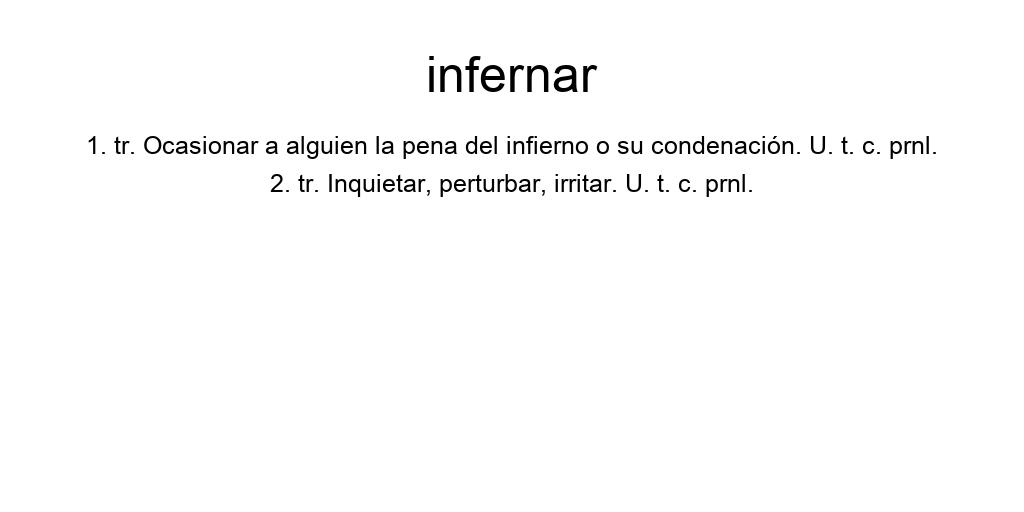 infernar
1. tr. Ocasionar a alguien la pena del infierno o su condenación. U. t. c. prnl.
2. tr. Inquietar, perturbar, irritar. U. t. c. prnl.